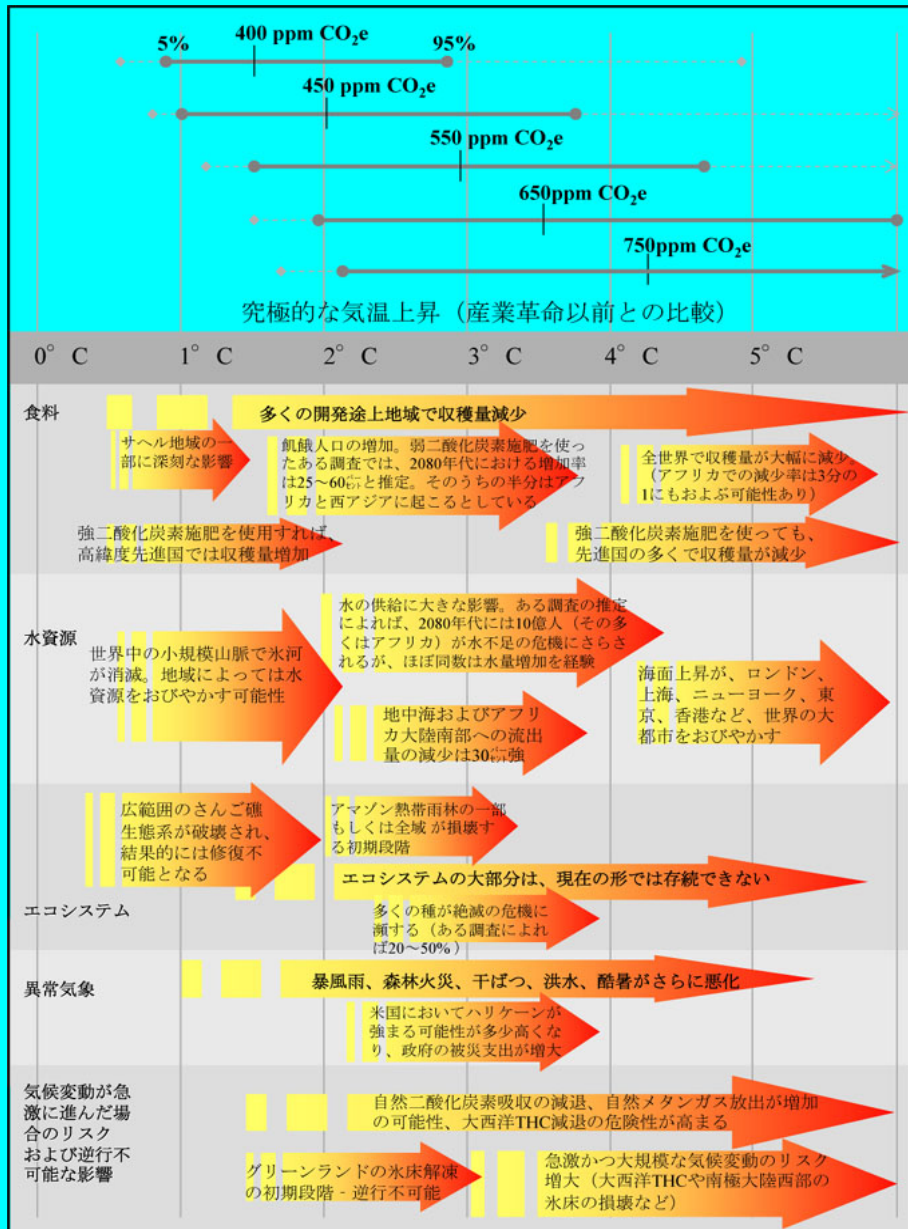 400 ppm CO₂e
5%
95%
450 ppm CO₂e
550 ppm CO₂e
650ppm CO₂e
750ppm CO₂e
究極的な気温上昇（産業革命以前との比較）
0° C
1° C
2° C
3° C
4° C
5° C
食料
多くの開発途上地域で収穫量減少
サヘル地域の一
部に深刻な影響
飢餓人口の増加。弱二酸化炭素施肥を使っ
たある調査では、2080年代における増加率
は25～60㌫と推定。そのうちの半分はアフ
リカと西アジアに起こるとしている
全世界で収穫量が大幅に減少。
（アフリカでの減少率は3分の
1にもおよぶ可能性あり）
強二酸化炭素施肥を使用すれば、
高緯度先進国では収穫量増加
強二酸化炭素施肥を使っても、
先進国の多くで収穫量が減少
水資源
世界中の小規模山脈で氷河
が消滅。地域によっては水
資源をおびやかす可能性
水の供給に大きな影響。ある調査の推定
によれば、2080年代には10億人（その多
くはアフリカ）が水不足の危機にさらさ
れるが、ほぼ同数は水量増加を経験
地中海およびアフリ
カ大陸南部への流出
量の減少は30㌫強
海面上昇が、ロンドン、
上海、ニューヨーク、東
京、香港など、世界の大
都市をおびやかす
エコシステム
広範囲のさんご礁
生態系が破壊され、
結果的には修復不
可能となる
アマゾン熱帯雨林の一部
もしくは全域 が損壊す
る初期段階
エコシステムの大部分は、現在の形では存続できない
多くの種が絶滅の危機に
瀕する（ある調査によれ
ば20～50%）
異常気象
暴風雨、森林火災、干ばつ、洪水、酷暑がさらに悪化
米国においてハリケーンが
強まる可能性が多少高くな
り、政府の被災支出が増大
気候変動が急
激に進んだ場
合のリスク
および逆行不
可能な影響
自然二酸化炭素吸収の減退、自然メタンガス放出が増加
の可能性、大西洋THC減退の危険性が高まる
グリーンランドの氷床解凍
の初期段階 - 逆行不可能
急激かつ大規模な気候変動のリスク
増大（大西洋THCや南極大陸西部の
氷床の損壊など）